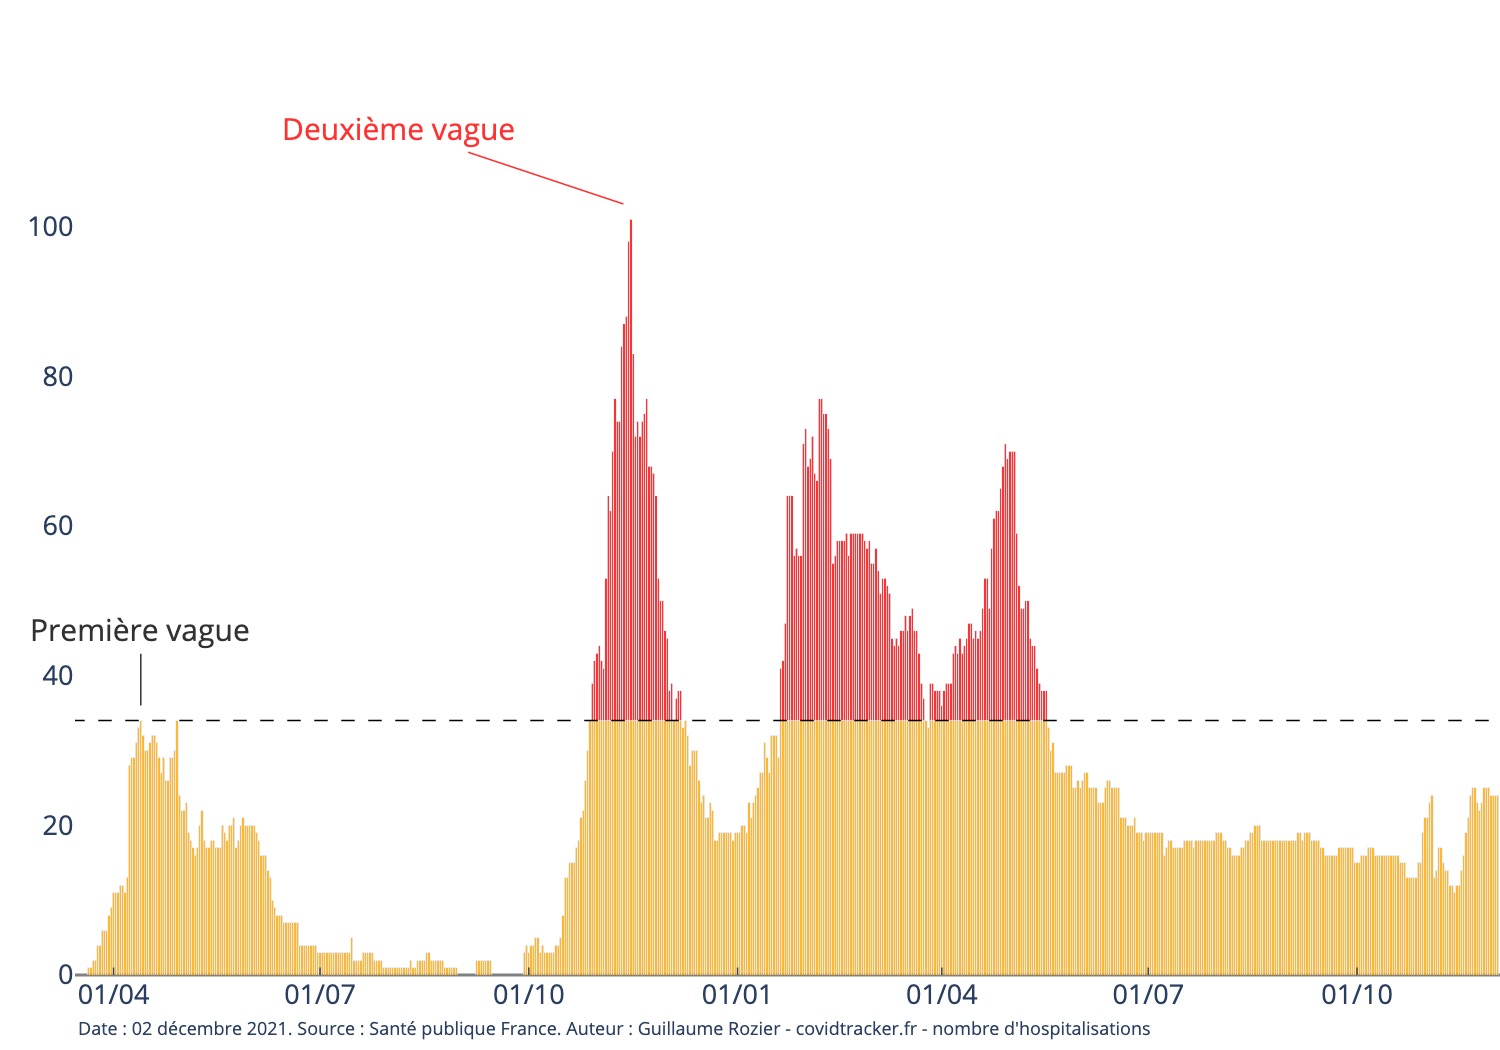 Deuxième vague
100
80
60
Première vague
40
20
0
01/04 01/07 01/10 01/01 01/04 01/07 01/10
Date : 02 décembre 2021. Source : Santé publique France. Auteur : Guillaume Rozier - covidtracker.fr - nombre d'hospitalisations